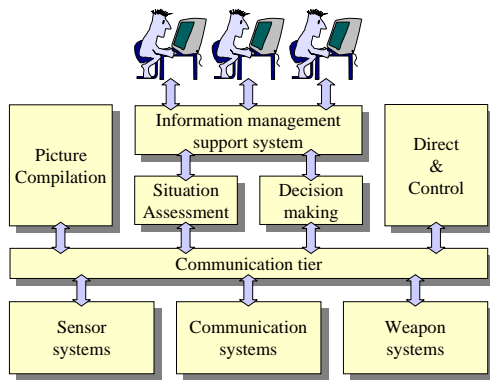 Information management
support system
Picture
Compilation
Direct
&
Control
Situation
Assessment
Decision
making
Communication tier
Sensor
systems
Communication
systems
Weapon
systems